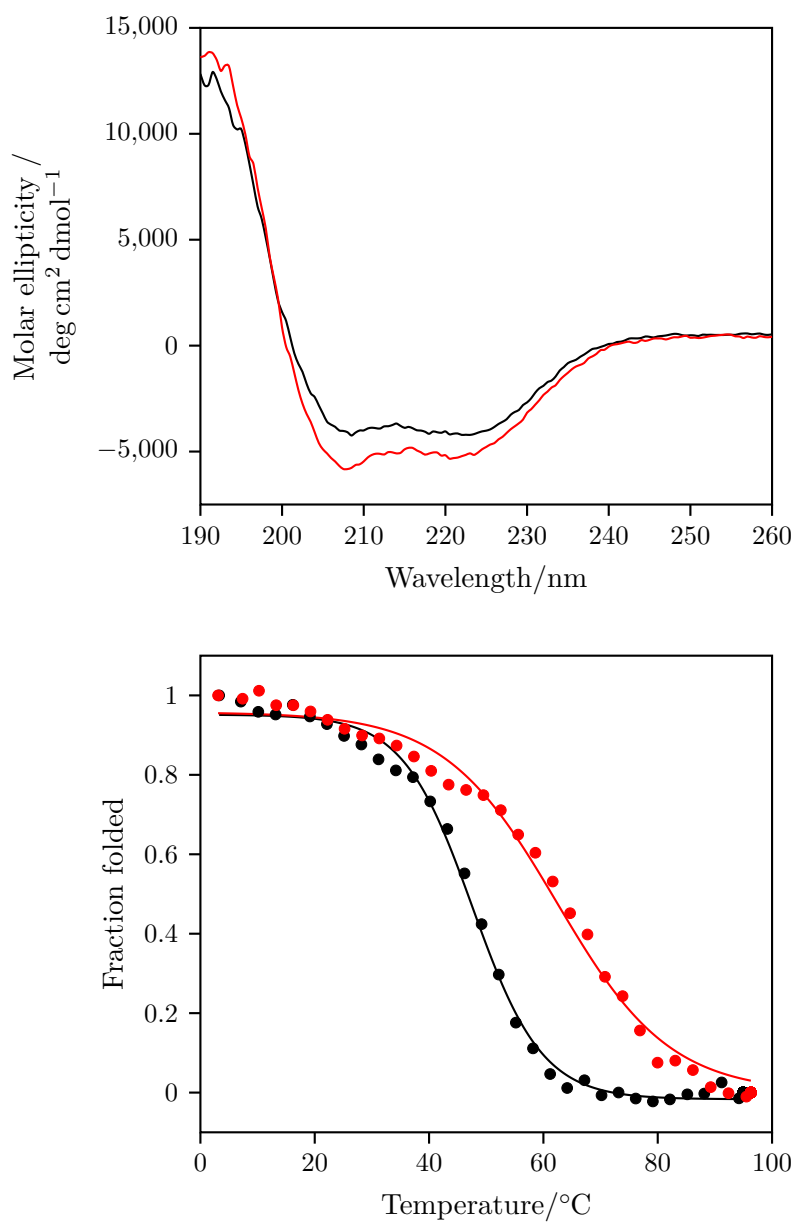 15,000
10,000
5,000
0
−5,000
Molar ellipticity /
deg cm² dmol⁻¹
190 200 210 220 230 240 250 260
Wavelength/nm
1
0.8
0.6
0.4
0.2
0
Fraction folded
0 20 40 60 80 100
Temperature/°C